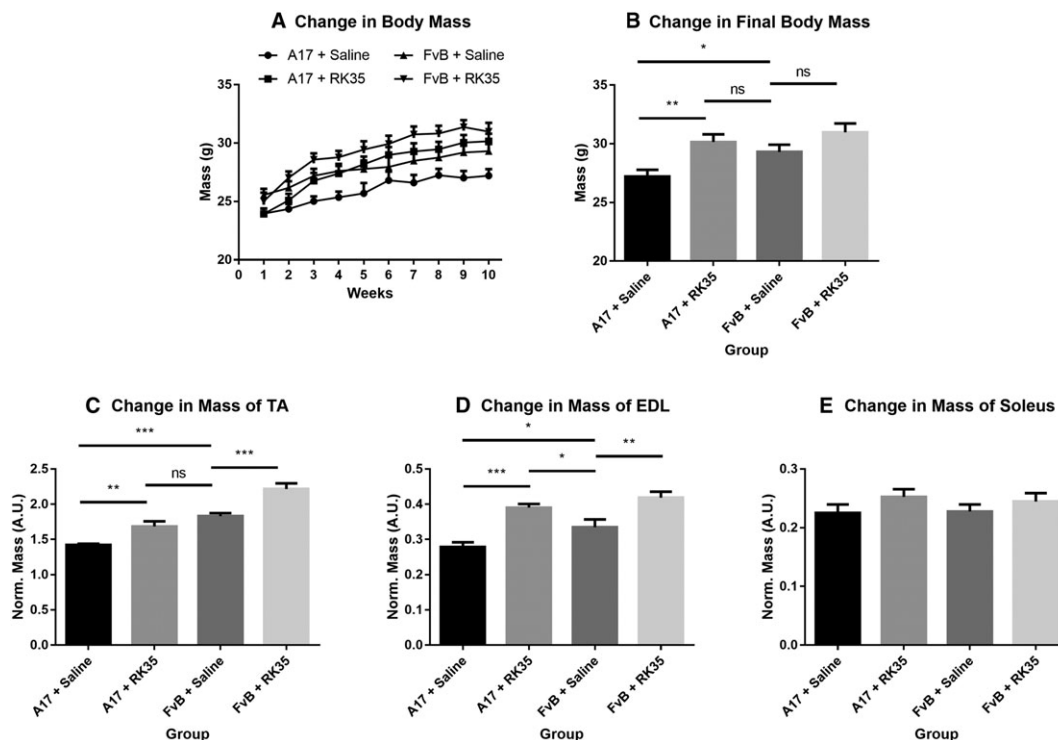 A Change in Body Mass
A17 + Saline
FvB + Saline
A17 + RK35
FvB + RK35
Mass (g)
35
30
25
20
0 1 2 3 4 5 6 7 8 9 10
Weeks
B Change in Final Body Mass
*
ns
ns
**
Mass (g)
35
30
25
20
A17 + Saline
A17 + RK35
FvB + Saline
FvB + RK35
Group
C Change in Mass of TA
***
***
ns
**
Norm. Mass (A.U.)
2.5
2.0
1.5
1.0
0.5
0.0
A17 + Saline
A17 + RK35
FvB + Saline
FvB + RK35
Group
D Change in Mass of EDL
*
**
*
***
Norm. Mass (A.U.)
0.5
0.4
0.3
0.2
0.1
0.0
A17 + Saline
A17 + RK35
FvB + Saline
FvB + RK35
Group
E Change in Mass of Soleus
Norm. Mass (A.U.)
0.3
0.2
0.1
0.0
A17 + Saline
A17 + RK35
FvB + Saline
FvB + RK35
Group